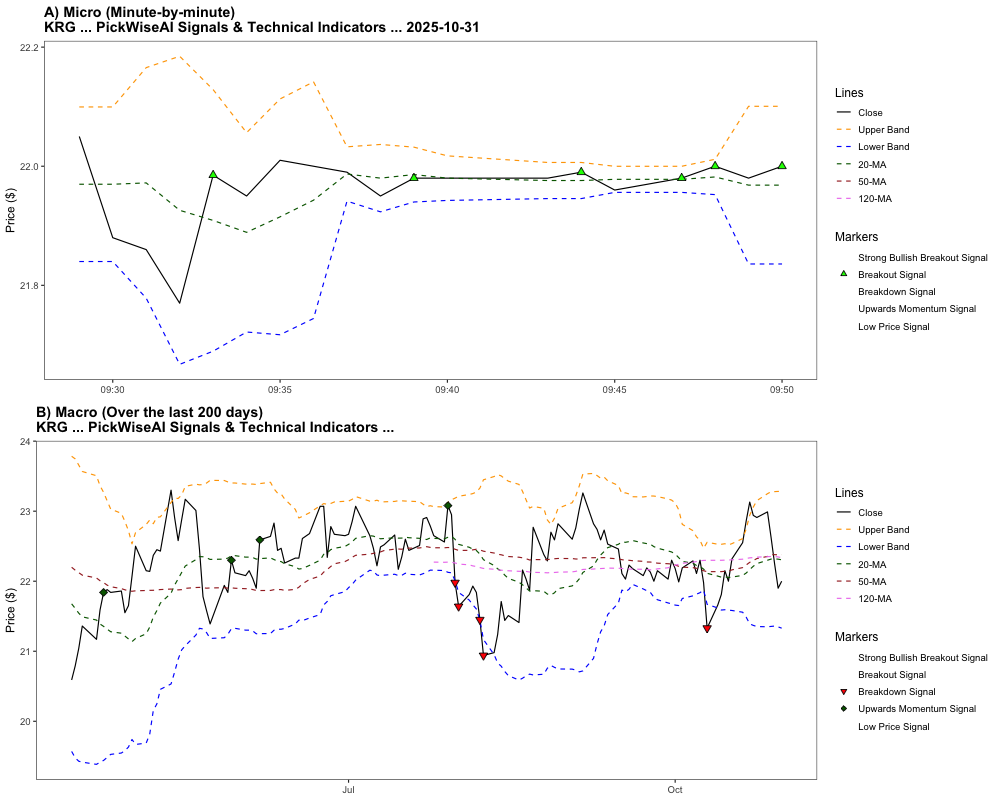 A) Micro (Minute-by-minute)
KRG ... PickWiseAI Signals & Technical Indicators ... 2025-10-31
22.2
22.0
21.8
Price ($)
09:30
09:35
09:40
09:45
09:50
Lines
Close
Upper Band
Lower Band
20-MA
50-MA
120-MA
Markers
Strong Bullish Breakout Signal
Breakout Signal
Breakdown Signal
Upwards Momentum Signal
Low Price Signal
B) Macro (Over the last 200 days)
KRG ... PickWiseAI Signals & Technical Indicators ...
24
23
22
21
20
Price ($)
Jul
Oct
Lines
Close
Upper Band
Lower Band
20-MA
50-MA
120-MA
Markers
Strong Bullish Breakout Signal
Breakout Signal
Breakdown Signal
Upwards Momentum Signal
Low Price Signal